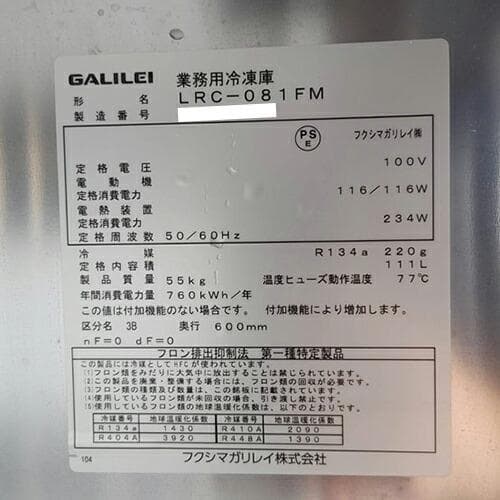 GALILEI 業務用冷凍庫
形名 LRC-081FM
製造番号
PS E フクシマガリレイ㈱
定格電圧 100V
電動機
定格消費電力 116/116W
電熱装置
定格消費電力 234W
定格周波数 50/60Hz
冷媒 R134a 220g
定格内容積 111L
製品質量 55kg 温度ヒューズ動作温度 77℃
年間消費電力量 760kWh/年
この値は付加機能のない場合です。 付加機能により増加します。
区分名 3B 奥行 600mm
nF=0 dF=0
フロン排出抑制法 第一種特定製品
この製品には冷媒としてHFCが使われています。
(1)フロン類をみだりに大気中に放出することは禁じられています。
(2)この製品を廃棄・整備する場合には、フロン類の回収が必要です。
(3)フロン類の種類及び数量は、この銘板に記載されています。
(4)使用しているフロン類が未回収の場合、引き渡し禁止です。
(5)使用しているフロン類の地球温暖化係数は、以下のとおりです。
冷媒番号 地球温暖化係数 冷媒番号 地球温暖化係数
R134a 1430 R410A 2090
R404A 3920 R448A 1390
104 フクシマガリレイ株式会社